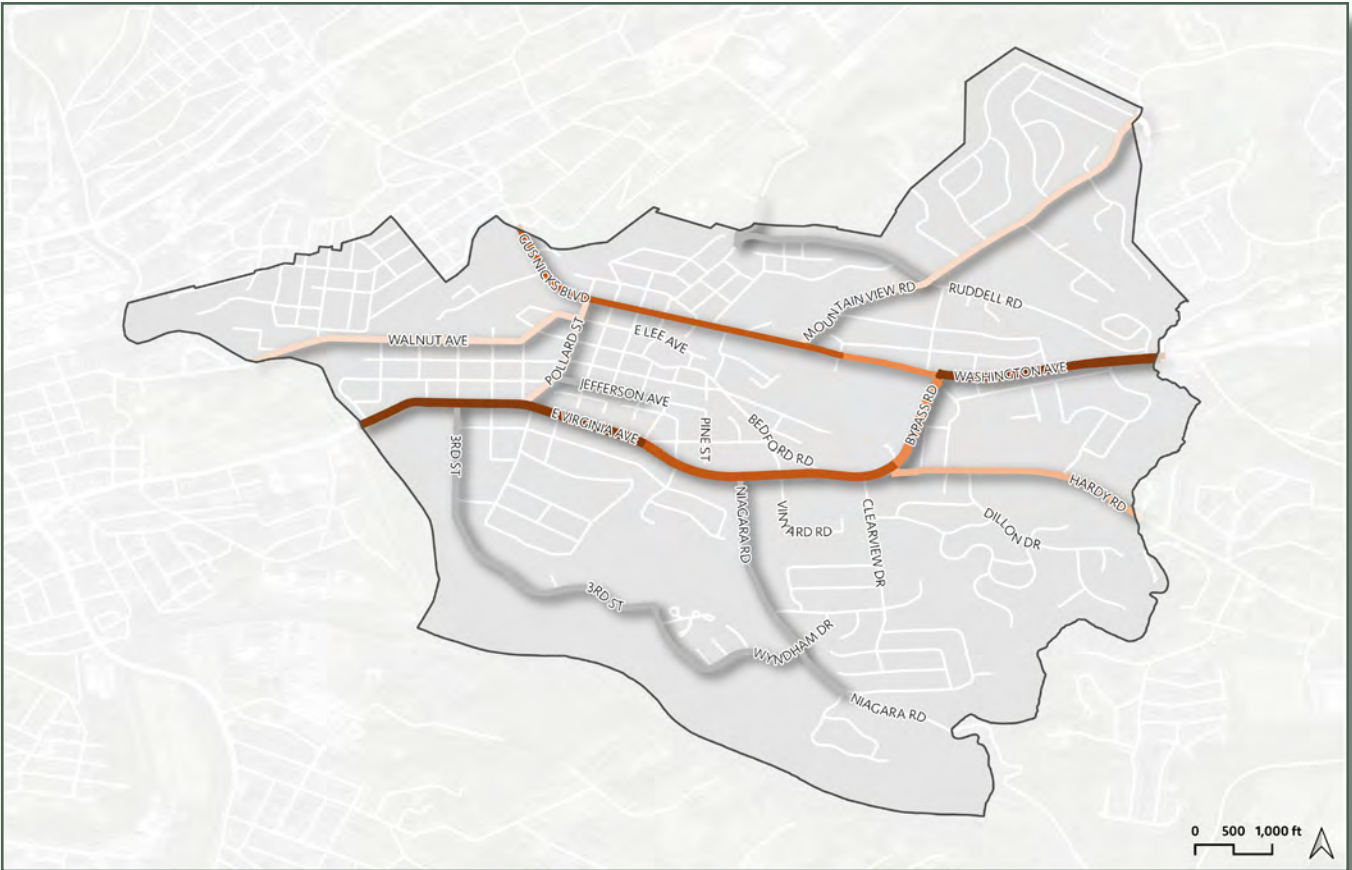 GUS NICKS BLVD
MOUNTAIN VIEW RD
RUDDELL RD
WALNUT AVE
POLLARD ST
E LEE AVE
WASHINGTON AVE
JEFFERSON AVE
BYPASS RD
E VIRGINIA AVE
PINE ST
BEDFORD RD
3RD ST
HARDY RD
NIAGARA RD
VINYARD RD
CLEARVIEW DR
DILLON DR
3RD ST
WYNDHAM DR
NIAGARA RD
0 500 1,000 ft